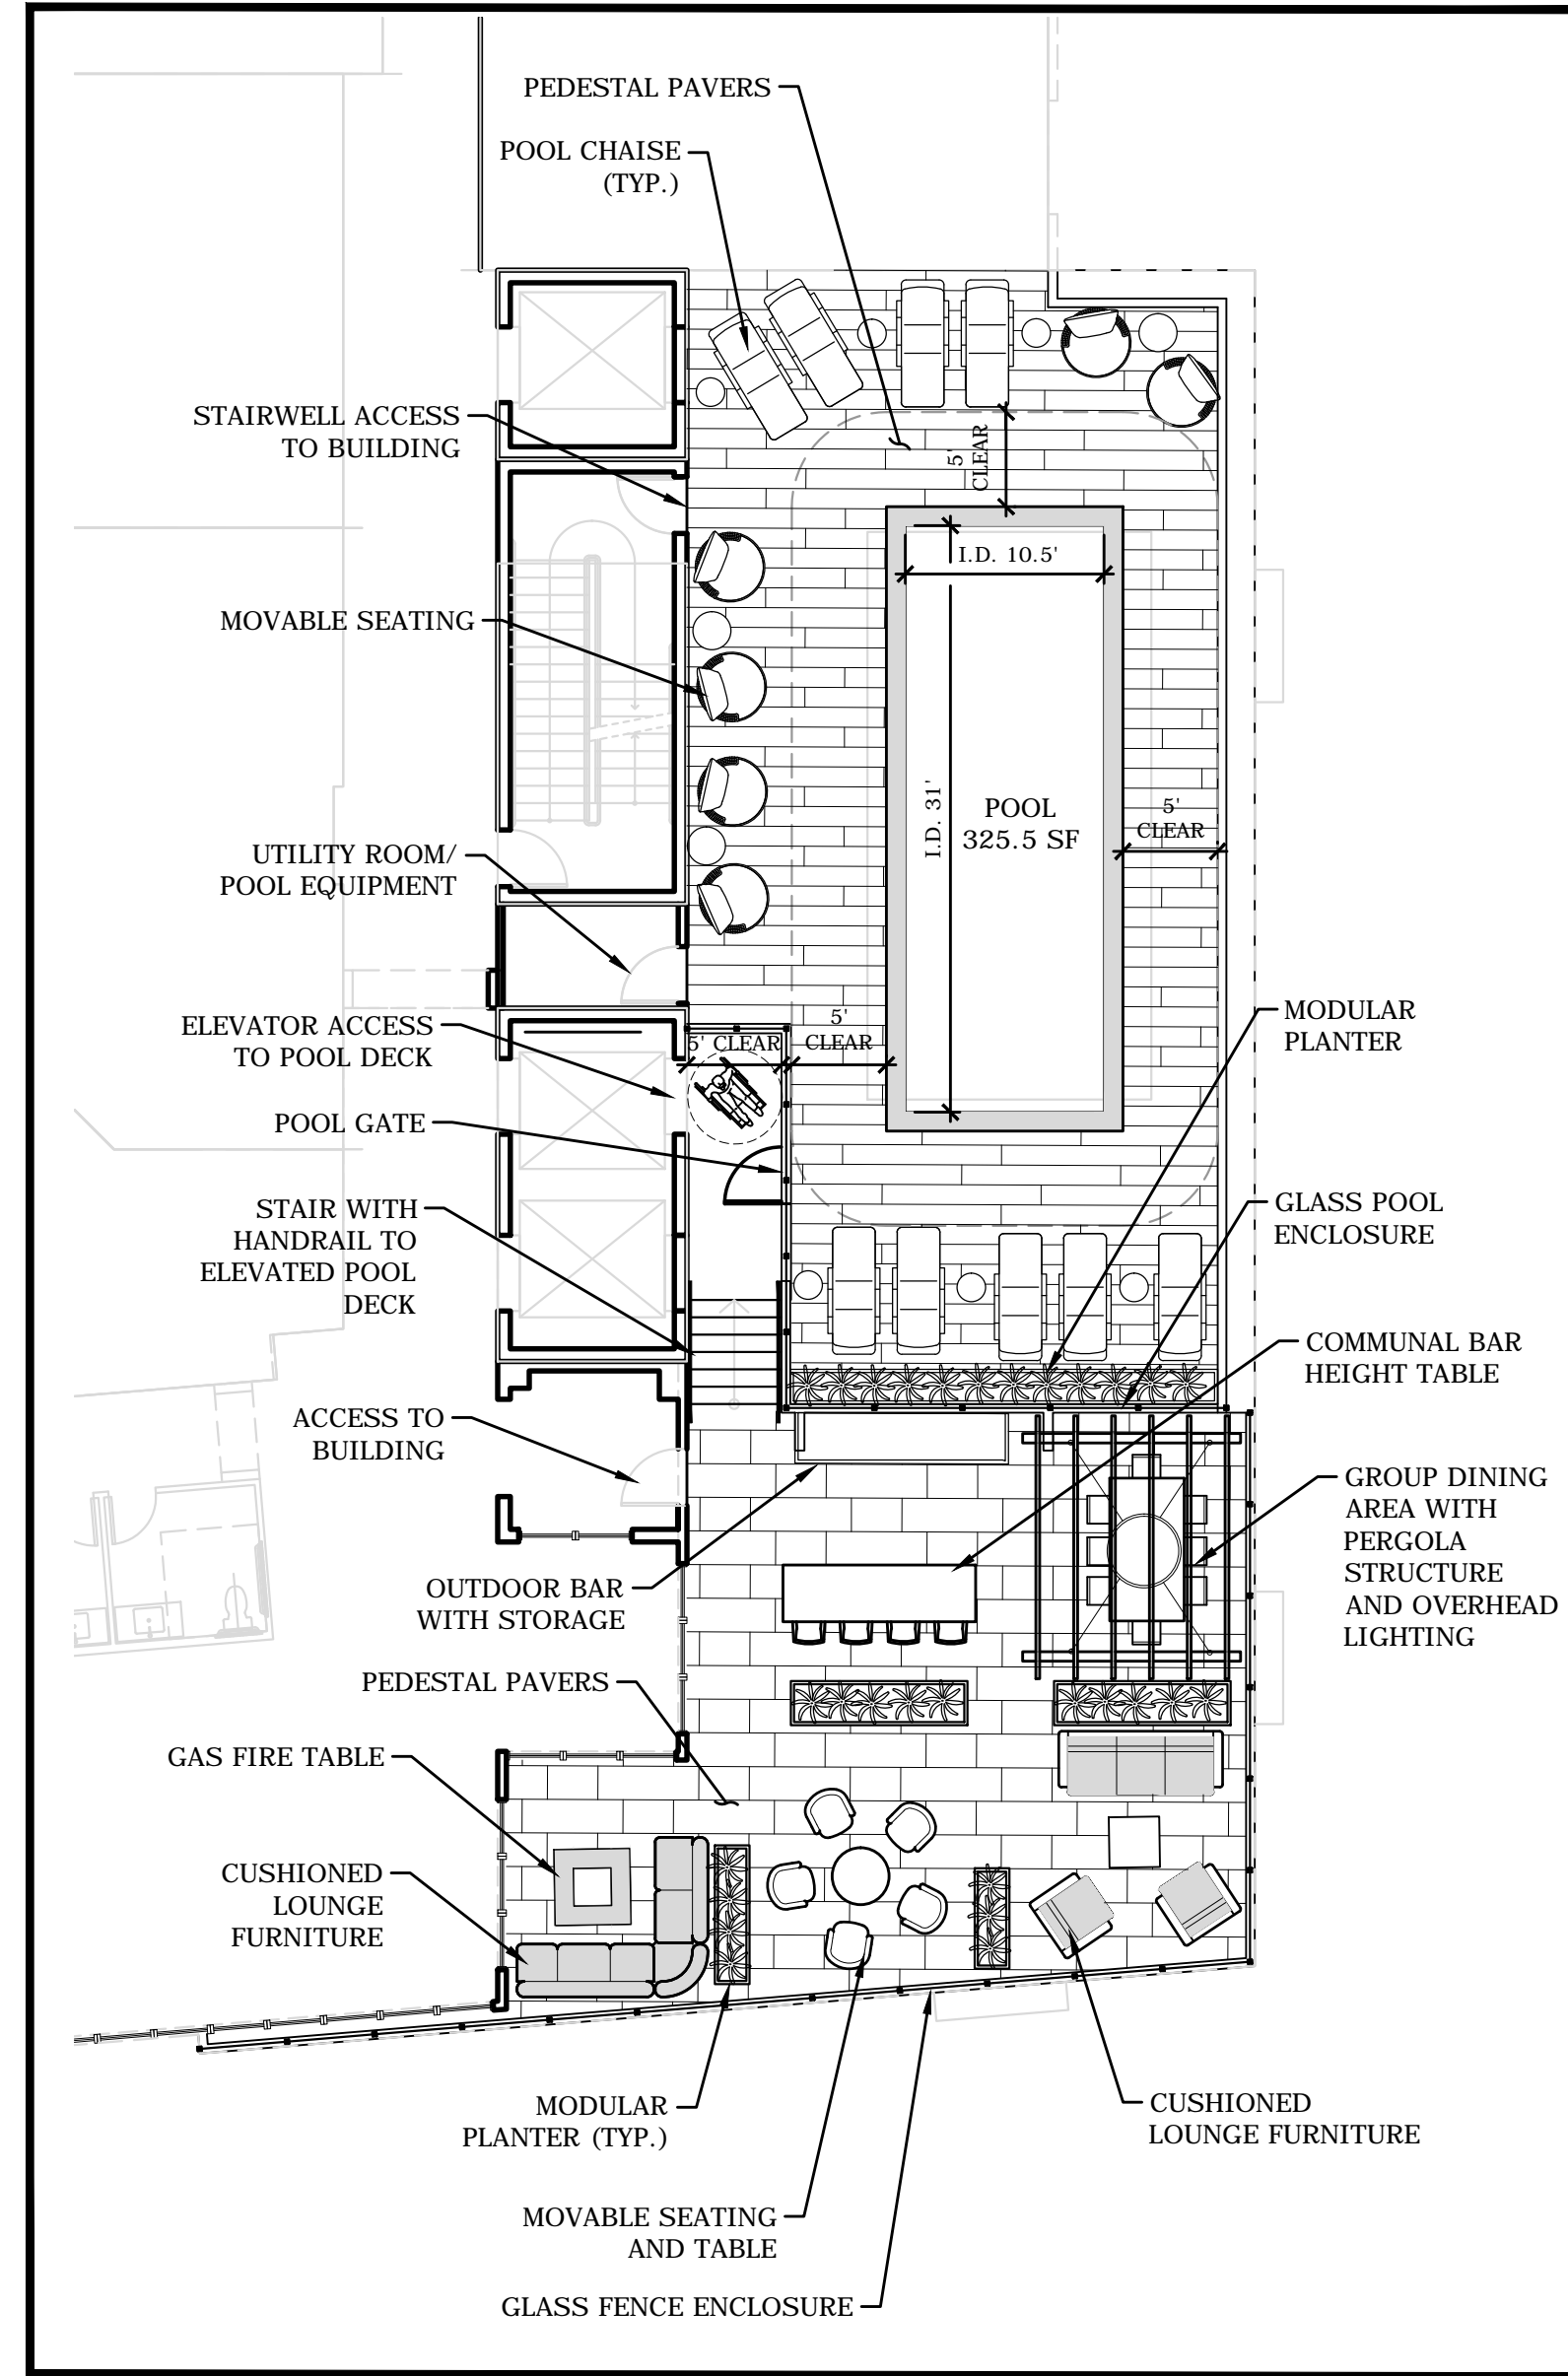 PEDESTAL PAVERS
POOL CHAISE
(TYP.)
STAIRWELL ACCESS
TO BUILDING
5'
CLEAR
I.D. 10.5'
MOVABLE SEATING
I.D. 31'
POOL
325.5 SF
5'
CLEAR
UTILITY ROOM/
POOL EQUIPMENT
ELEVATOR ACCESS
TO POOL DECK
5' CLEAR
5'
CLEAR
MODULAR
PLANTER
POOL GATE
STAIR WITH
HANDRAIL TO
ELEVATED POOL
DECK
GLASS POOL
ENCLOSURE
COMMUNAL BAR
HEIGHT TABLE
ACCESS TO
BUILDING
GROUP DINING
AREA WITH
PERGOLA
STRUCTURE
AND OVERHEAD
LIGHTING
OUTDOOR BAR
WITH STORAGE
PEDESTAL PAVERS
GAS FIRE TABLE
CUSHIONED
LOUNGE
FURNITURE
MODULAR
PLANTER (TYP.)
CUSHIONED
LOUNGE FURNITURE
MOVABLE SEATING
AND TABLE
GLASS FENCE ENCLOSURE